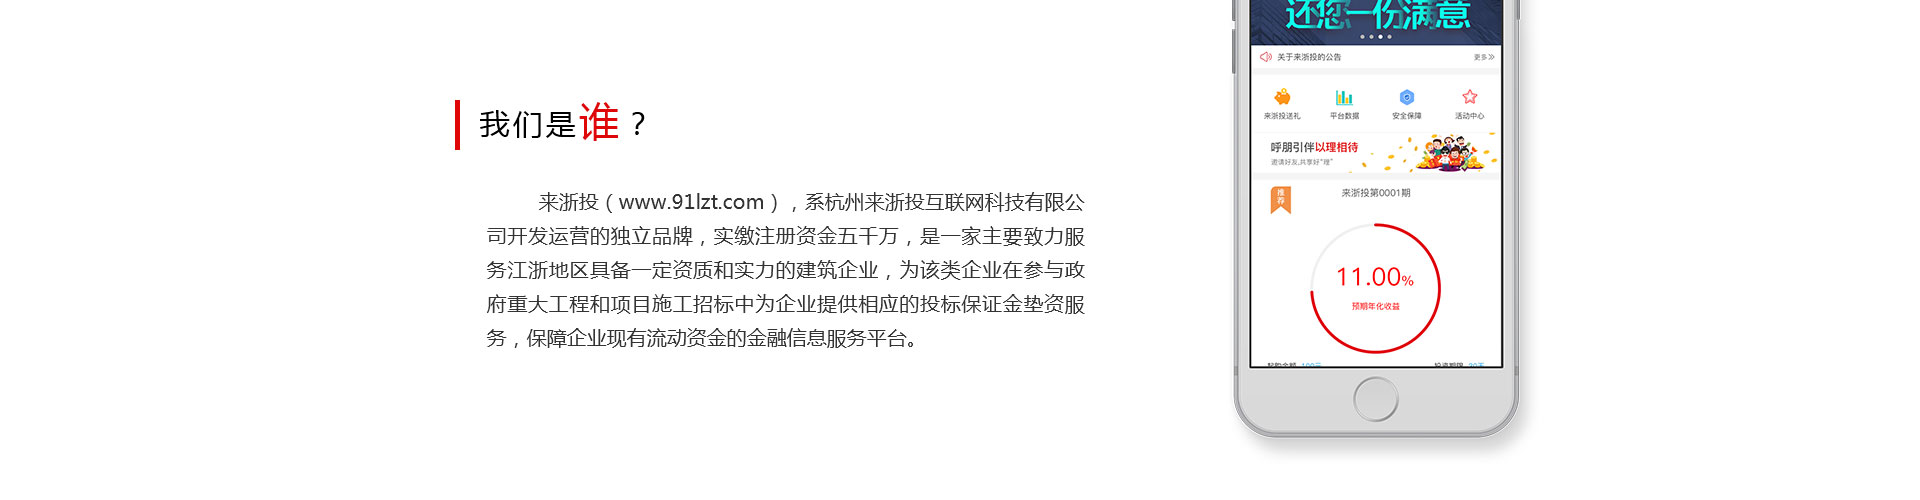 我们是谁？
来浙投（www.91lzt.com），系杭州来浙投互联网科技有限公
司开发运营的独立品牌，实缴注册资金五千万，是一家主要致力服
务江浙地区具备一定资质和实力的建筑企业，为该类企业在参与政
府重大工程和项目施工招标中为企业提供相应的投标保证金垫资服
务，保障企业现有流动资金的金融信息服务平台。
还您一份满意
关于来浙投的公告 更多
来浙投送礼 平台数据 安全保障 活动中心
呼朋引伴以理相待
邀请好友,共享好“理”
推荐
来浙投第0001期
11.00%
预期年化收益